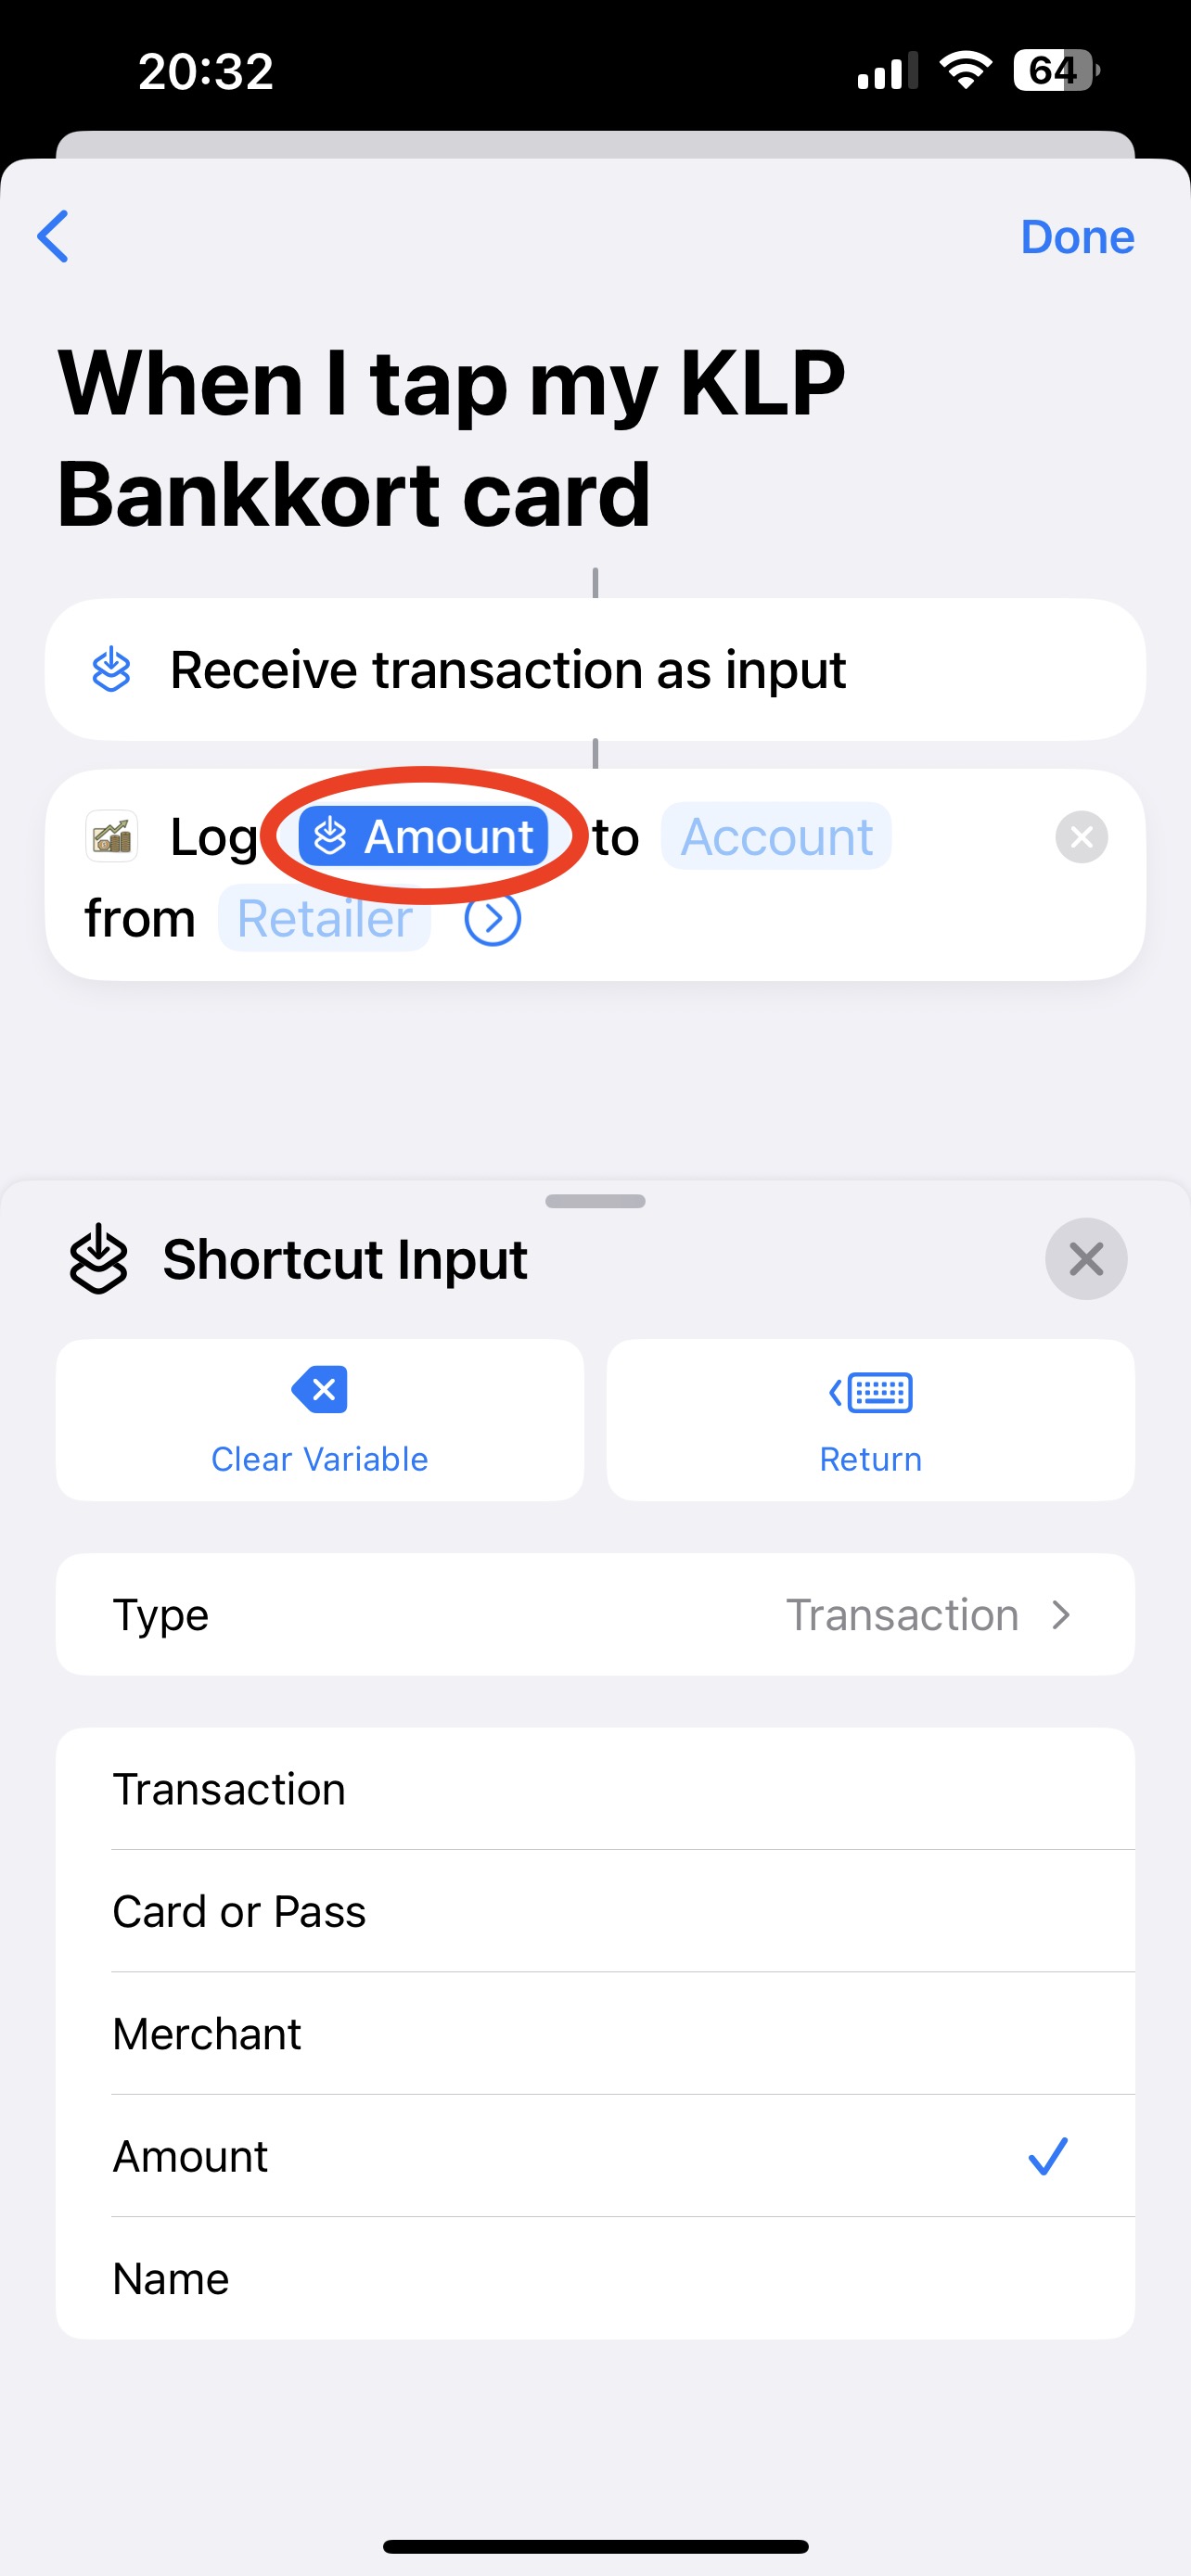 20:32
64
Done
When I tap my KLP
Bankkort card
Receive transaction as input
Log Amount to Account
from Retailer
Shortcut Input
Clear Variable
Return
Type Transaction
Transaction
Card or Pass
Merchant
Amount
Name